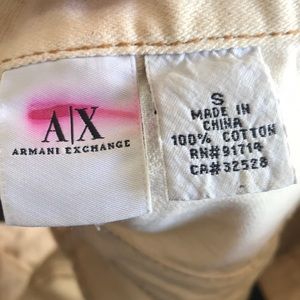 A|X
ARMANI EXCHANGE
S
MADE IN
CHINA
100% COTTON
RN#91714
CA#32528